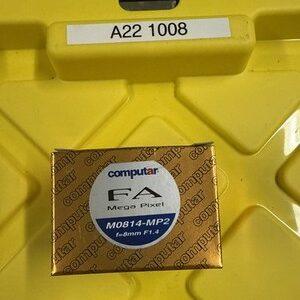 A22 1008
computar
FA
Mega Pixel
M0814-MP2
f=8mm F1.4